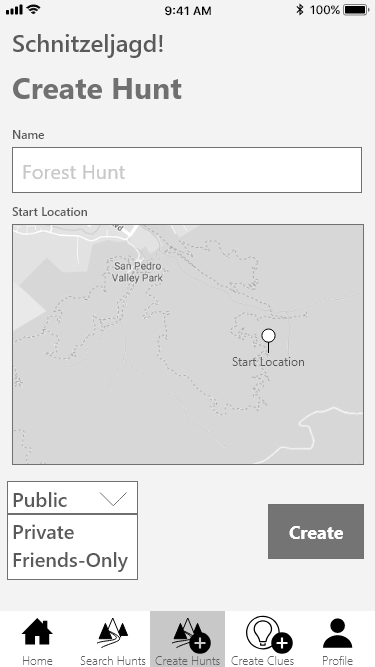 9:41 AM
100%
Schnitzeljagd!
Create Hunt
Name
Forest Hunt
Start Location
San Pedro
Valley Park
Start Location
Public
Private
Friends-Only
Create
Home
Search Hunts
Create Hunts
Create Clues
Profile